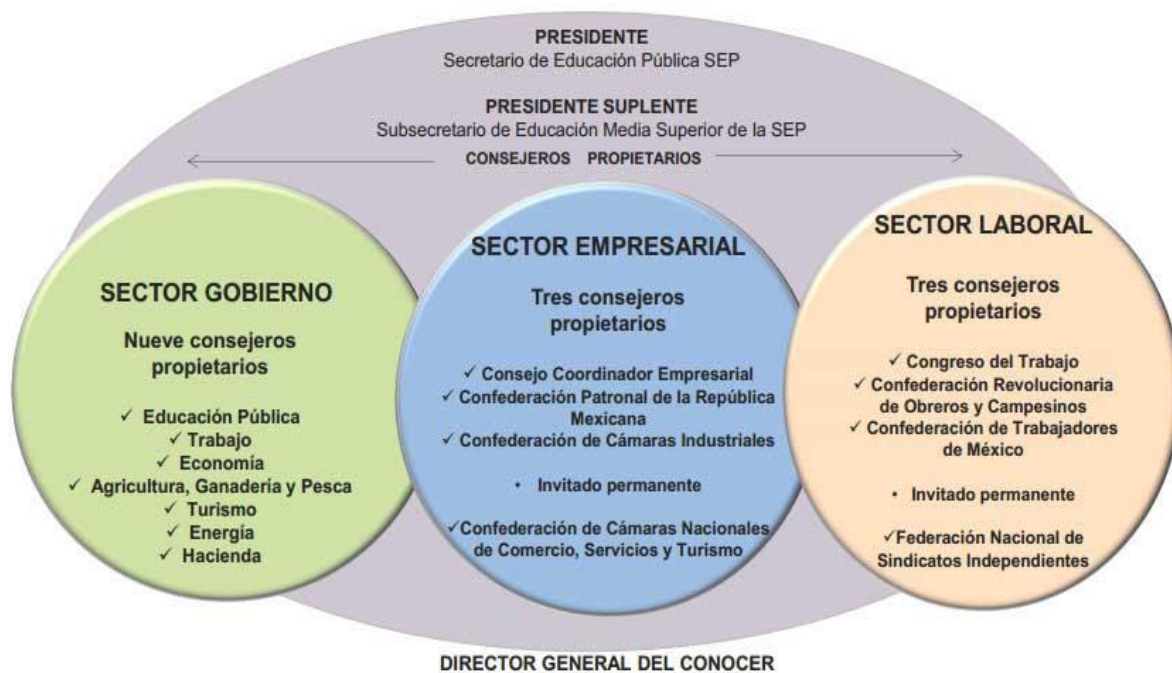 PRESIDENTE
Secretario de Educación Pública SEP
PRESIDENTE SUPLENTE
Subsecretario de Educación Media Superior de la SEP
CONSEJEROS PROPIETARIOS
SECTOR GOBIERNO
Nueve consejeros
propietarios
✓ Educación Pública
✓ Trabajo
✓ Economía
✓ Agricultura, Ganadería y Pesca
✓ Turismo
✓ Energía
✓ Hacienda
SECTOR EMPRESARIAL
Tres consejeros
propietarios
✓ Consejo Coordinador Empresarial
✓ Confederación Patronal de la República
Mexicana
✓ Confederación de Cámaras Industriales
• Invitado permanente
✓Confederación de Cámaras Nacionales
de Comercio, Servicios y Turismo
SECTOR LABORAL
Tres consejeros
propietarios
✓ Congreso del Trabajo
✓ Confederación Revolucionaria
de Obreros y Campesinos
✓ Confederación de Trabajadores
de México
• Invitado permanente
✓Federación Nacional de
Sindicatos Independientes
DIRECTOR GENERAL DEL CONOCER